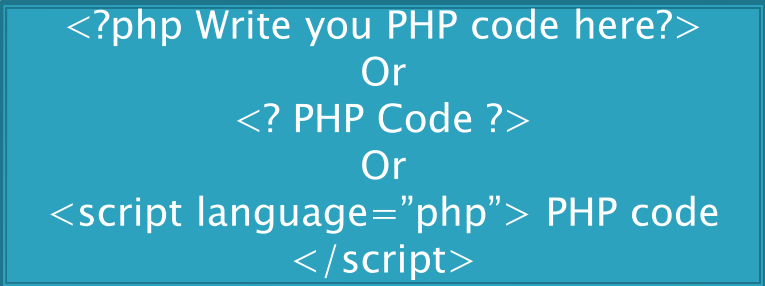 <?php Write you PHP code here?>
Or
<? PHP Code ?>
Or
<script language=”php”> PHP code
</script>